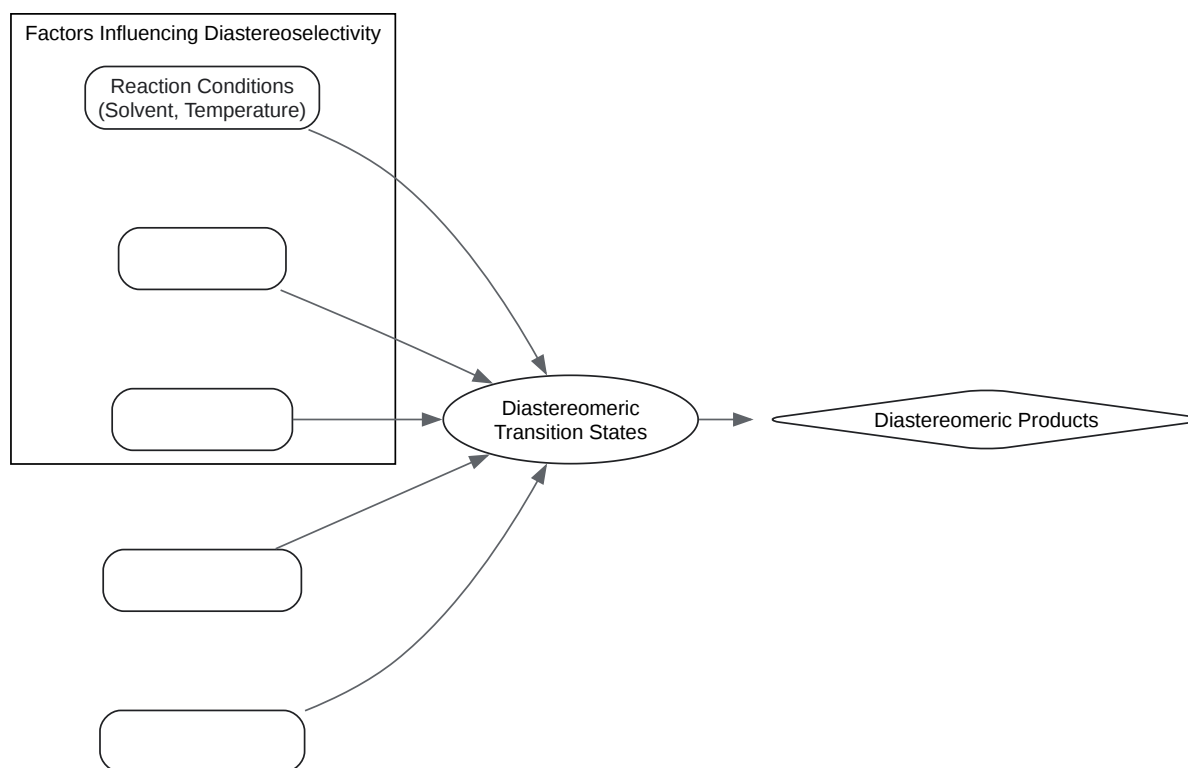 Factors Influencing Diastereoselectivity
Reaction Conditions
(Solvent, Temperature)
Diastereomeric
Transition States
Diastereomeric Products